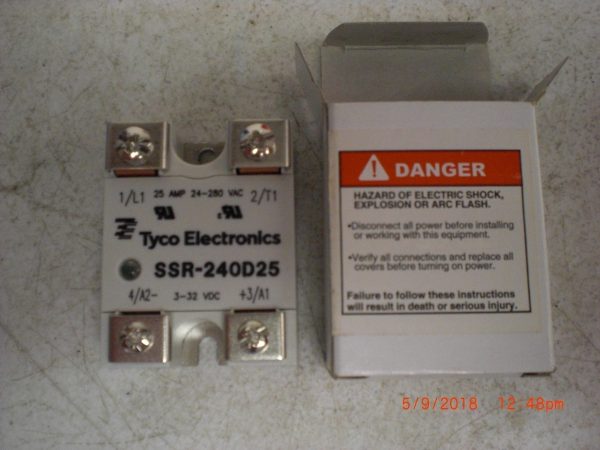 1/L1 25 AMP 24-280 VAC 2/T1
Tyco Electronics
SSR-240D25
4/A2- 3-32 VDC +3/A1
DANGER
HAZARD OF ELECTRIC SHOCK,
EXPLOSION OR ARC FLASH.
•Disconnect all power before installing
or working with this equipment.
•Verify all connections and replace all
covers before turning on power.
Failure to follow these instructions
will result in death or serious injury.
5/9/2018 12:48pm